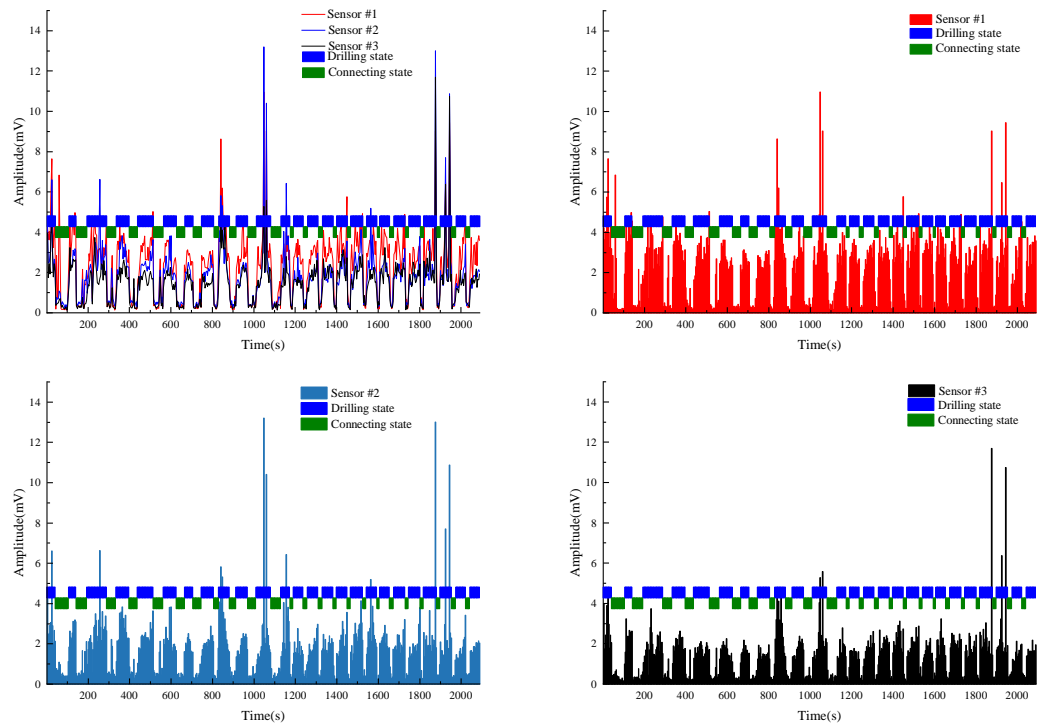 14
12
10
8
6
4
2
0
Amplitude(mV)
Sensor #1
Sensor #2
Sensor #3
Drilling state
Connecting state
200 400 600 800 1000 1200 1400 1600 1800 2000
Time(s)
14
12
10
8
6
4
2
0
Amplitude(mV)
Sensor #1
Drilling state
Connecting state
200 400 600 800 1000 1200 1400 1600 1800 2000
Time(s)
14
12
10
8
6
4
2
0
Amplitude(mV)
Sensor #2
Drilling state
Connecting state
200 400 600 800 1000 1200 1400 1600 1800 2000
Time(s)
14
12
10
8
6
4
2
0
Amplitude(mV)
Sensor #3
Drilling state
Connecting state
200 400 600 800 1000 1200 1400 1600 1800 2000
Time(s)